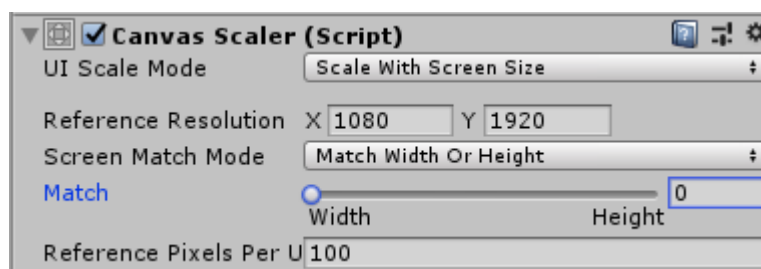 Canvas Scaler (Script)
UI Scale Mode Scale With Screen Size
Reference Resolution X 1080 Y 1920
Screen Match Mode Match Width Or Height
Match 0
Width Height
Reference Pixels Per U 100